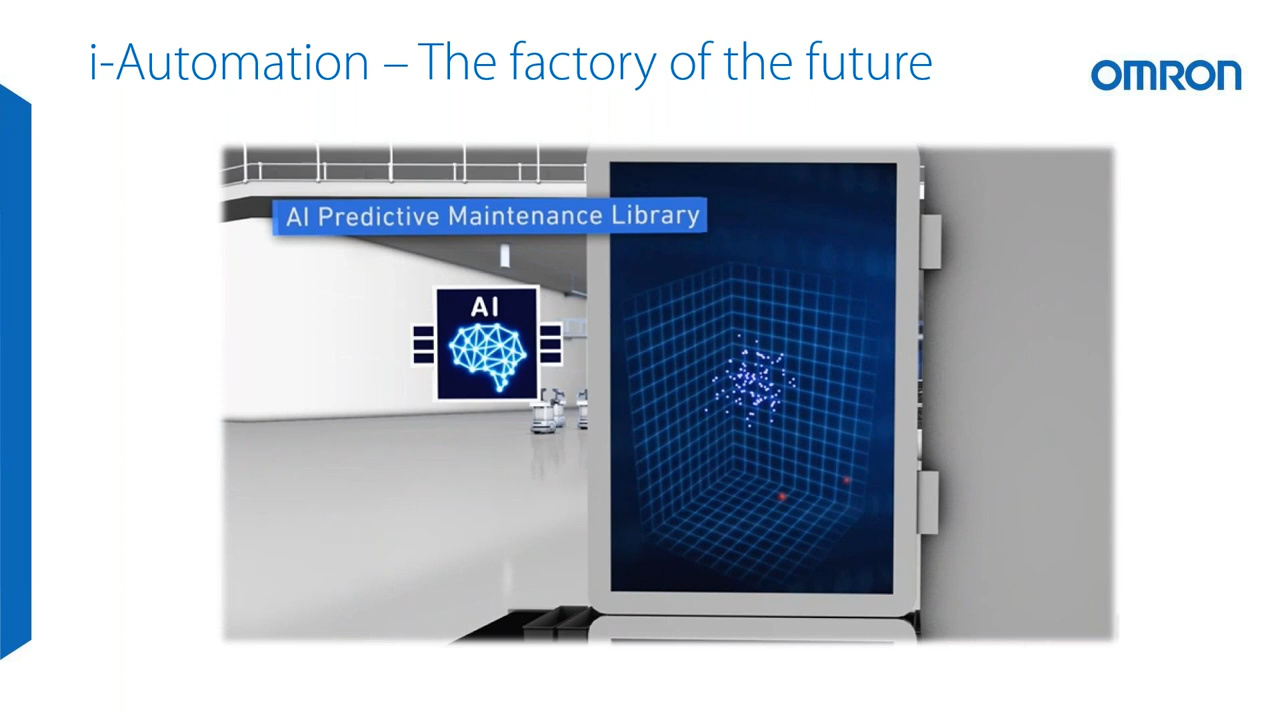 i-Automation – The factory of the future
OMRON
AI Predictive Maintenance Library
AI